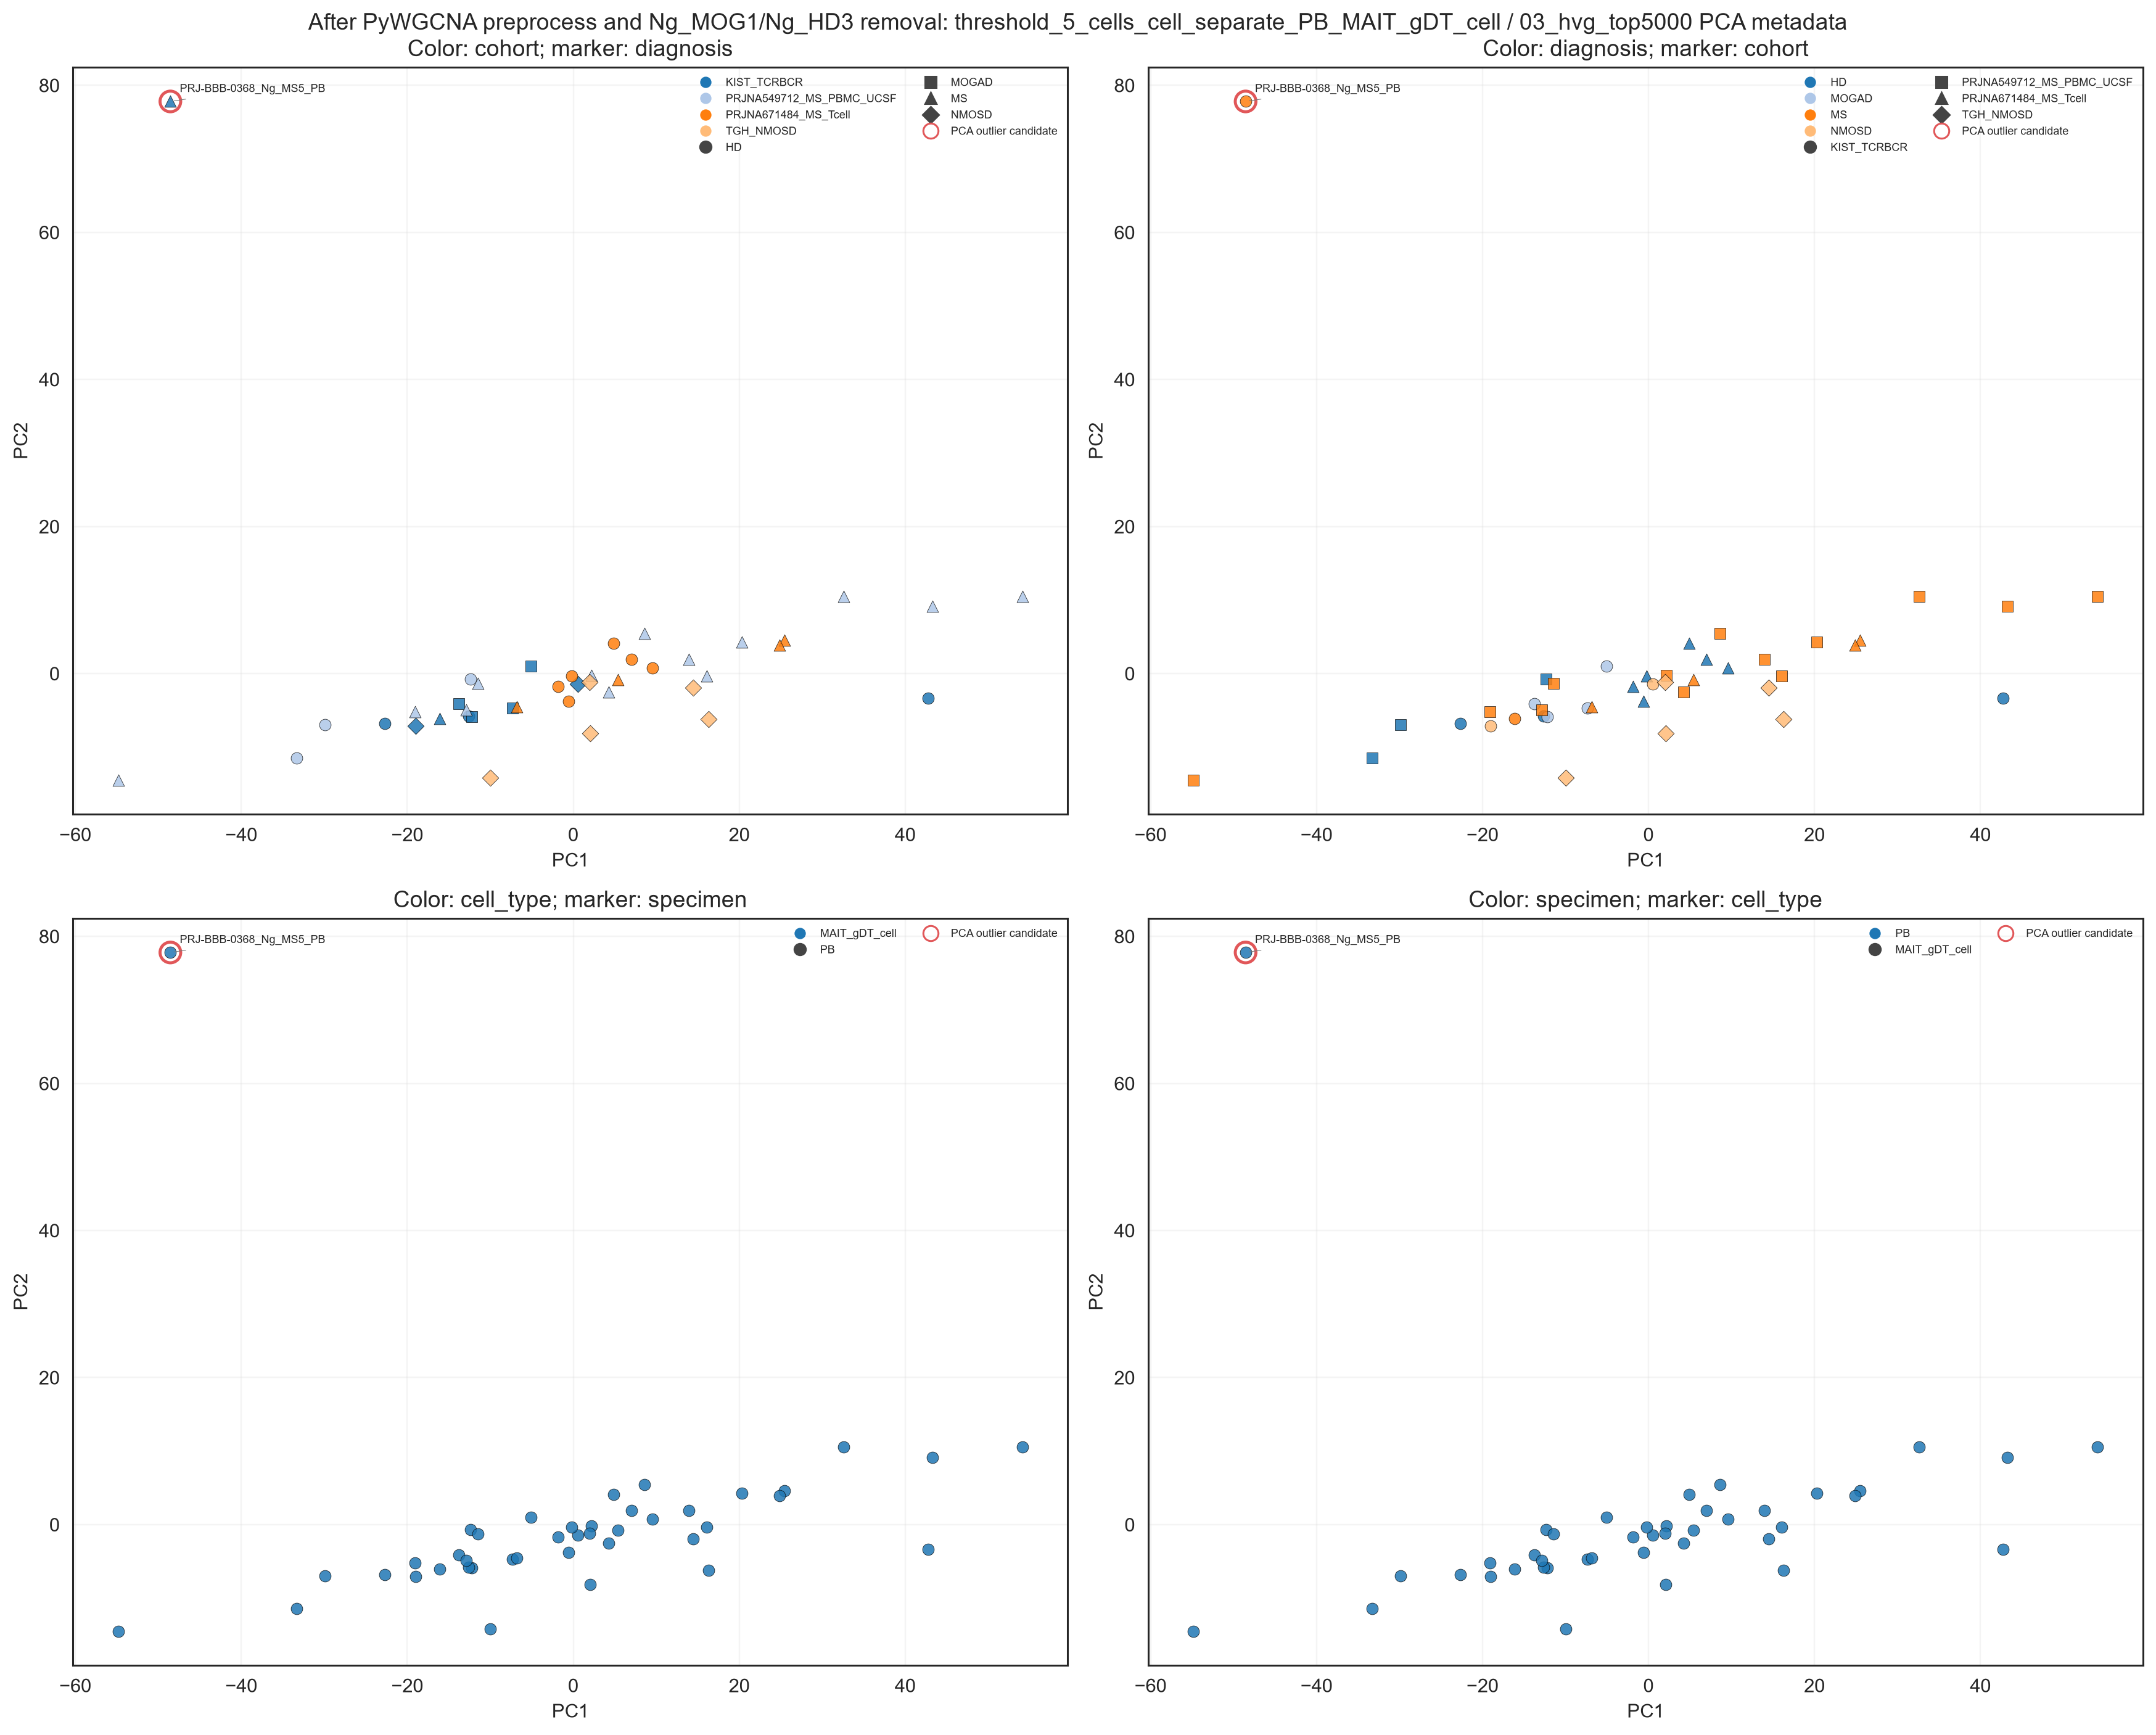 After PyWGCNA preprocess and Ng_MOG1/Ng_HD3 removal: threshold_5_cells_cell_separate_PB_MAIT_gDT_cell / 03_hvg_top5000 PCA metadata
Color: cohort; marker: diagnosis
PRJ-BBB-0368_Ng_MS5_PB
KIST_TCRBCR
PRJNA549712_MS_PBMC_UCSF
PRJNA671484_MS_Tcell
TGH_NMOSD
HD
MOGAD
MS
NMOSD
PCA outlier candidate
80
60
40
20
0
PC2
−60 −40 −20 0 20 40
PC1
Color: diagnosis; marker: cohort
PRJ-BBB-0368_Ng_MS5_PB
HD
MOGAD
MS
NMOSD
KIST_TCRBCR
PRJNA549712_MS_PBMC_UCSF
PRJNA671484_MS_Tcell
TGH_NMOSD
PCA outlier candidate
80
60
40
20
0
PC2
−60 −40 −20 0 20 40
PC1
Color: cell_type; marker: specimen
PRJ-BBB-0368_Ng_MS5_PB
MAIT_gDT_cell
PB
PCA outlier candidate
80
60
40
20
0
PC2
−60 −40 −20 0 20 40
PC1
Color: specimen; marker: cell_type
PRJ-BBB-0368_Ng_MS5_PB
PB
MAIT_gDT_cell
PCA outlier candidate
80
60
40
20
0
PC2
−60 −40 −20 0 20 40
PC1